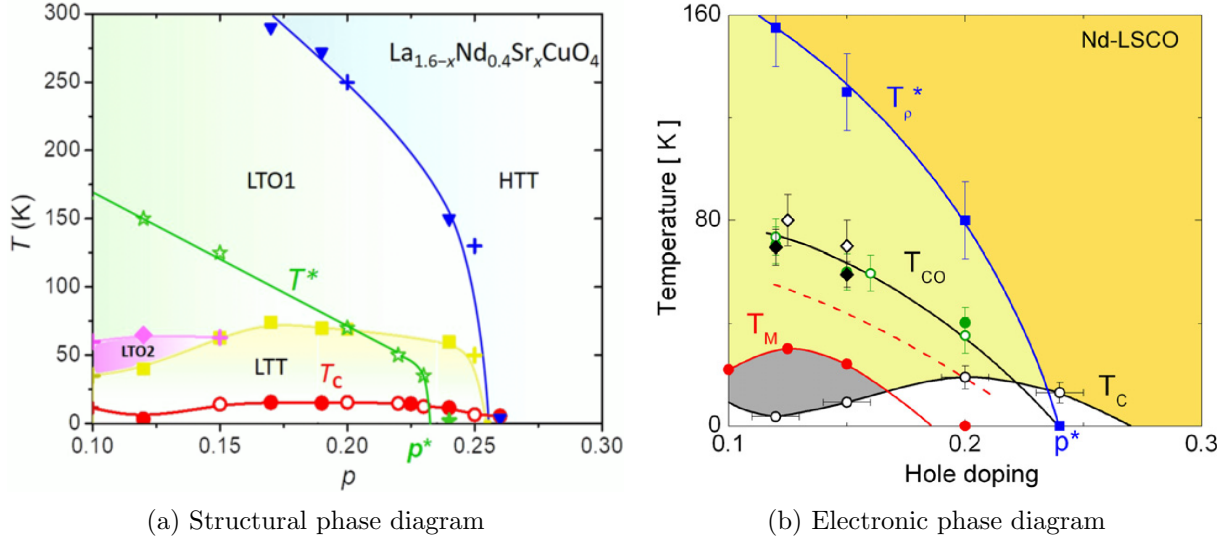 300
250
200
150
100
50
0
T (K)
La1.6−xNd0.4SrxCuO4
LTO1
HTT
T*
LTO2
LTT
Tc
p*
0.10
0.15
0.20
0.25
0.30
p
(a) Structural phase diagram
160
80
0
Temperature [ K ]
Nd-LSCO
Tρ*
TCO
TM
TC
p*
0.1
0.2
0.3
Hole doping
(b) Electronic phase diagram